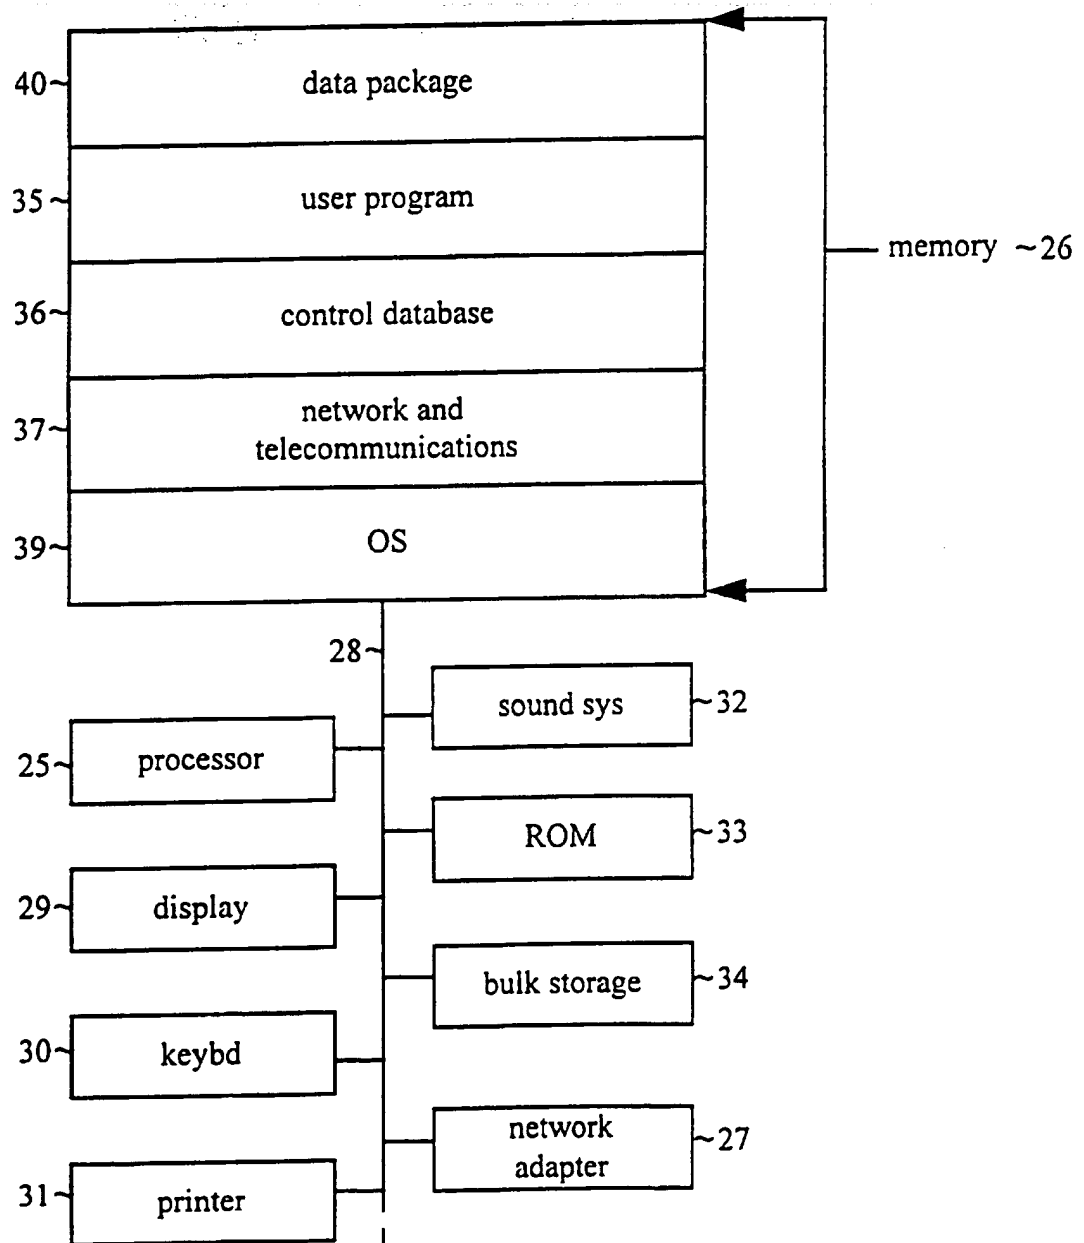 40~
data package
35~
user program
memory ~26
36~
control database
37~
network and
telecommunications
39~
OS
28~
sound sys
~32
25~
processor
ROM
~33
29~
display
bulk storage
~34
30~
keybd
network
adapter
~27
31~
printer